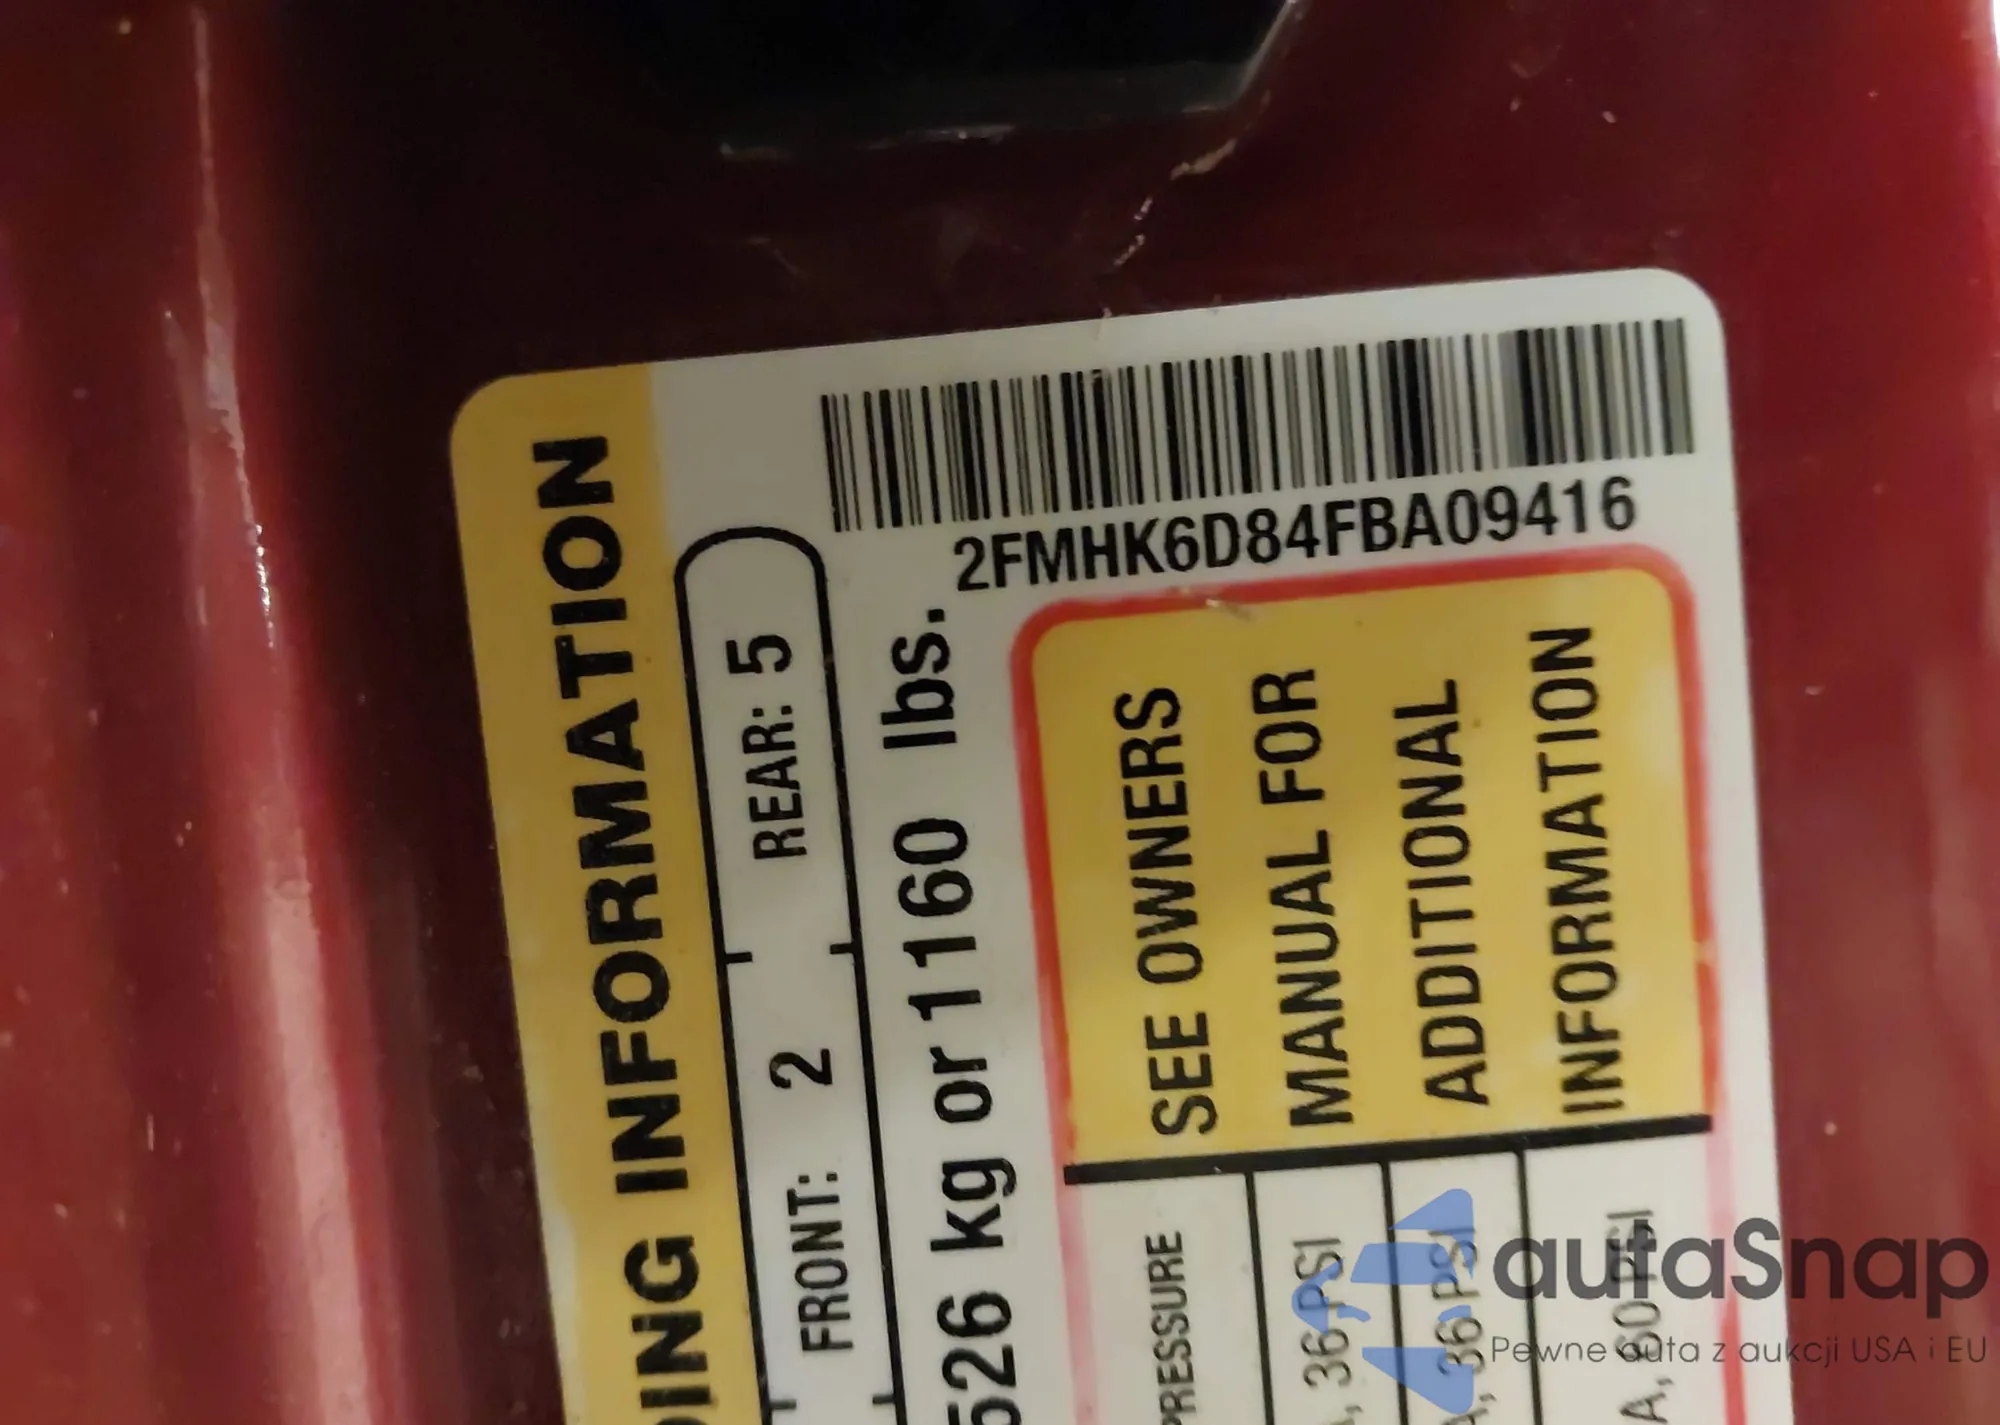 DING INFORMATION
FRONT: 2 REAR: 5
526 kg or 1160 lbs.
2FMHK6D84FBA09416
SEE OWNERS
MANUAL FOR
ADDITIONAL
INFORMATION
PRESSURE
, 36 PSI
A, 36 PSI
A, 60 PSI
autaSnap
Pewne auta z aukcji USA i EU